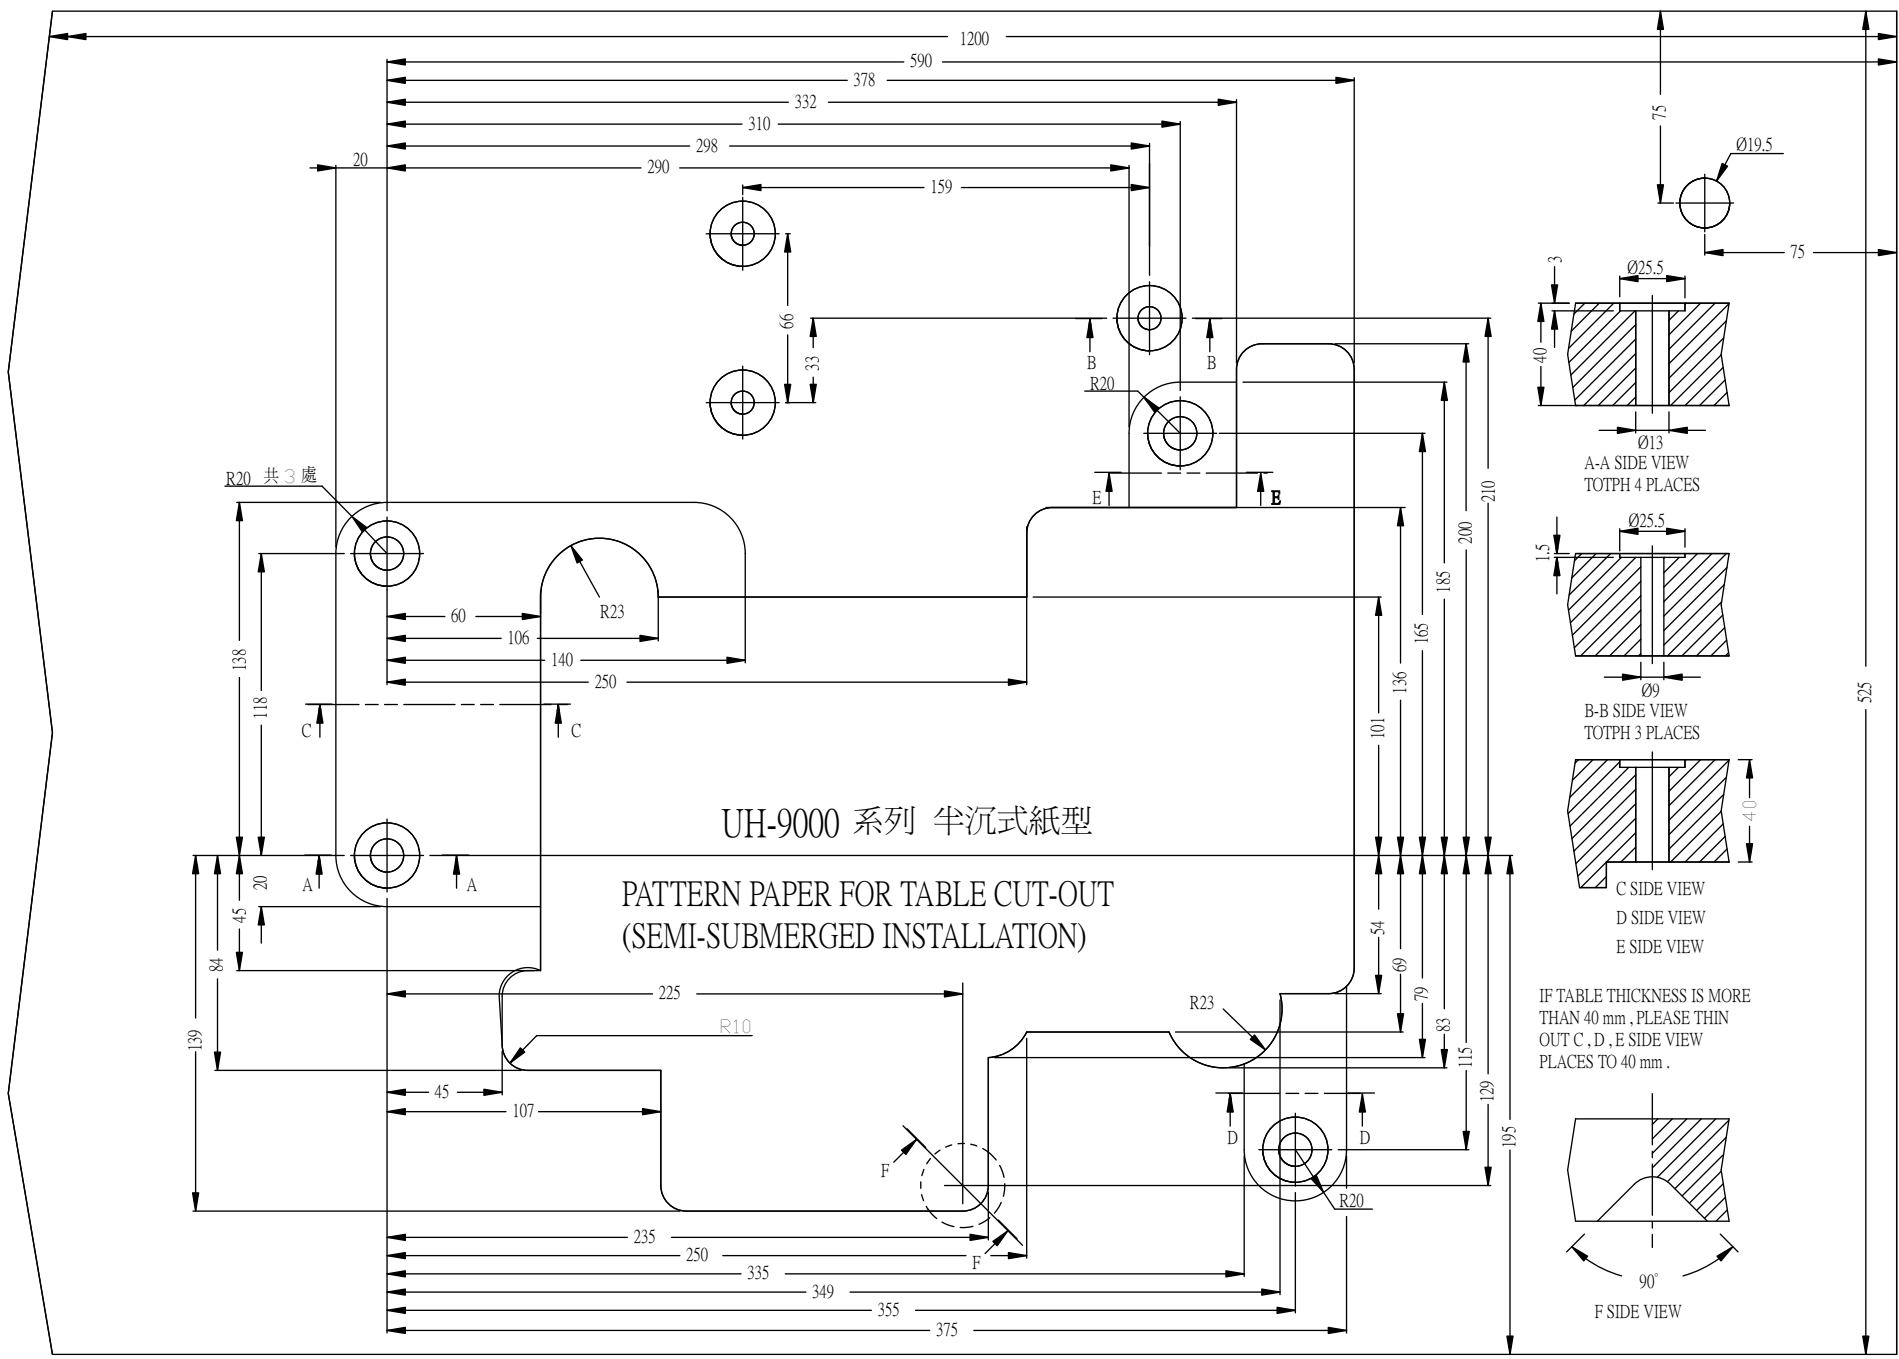 1200
590
378
332
310
298
20
290
159
75
Ø19.5
75
66
33
B
B
R20
3
Ø25.5
40
Ø13
A-A SIDE VIEW
TOTPH 4 PLACES
R20 共3處
E
E
210
200
185
165
136
101
R23
60
106
140
250
138
118
C
C
Ø25.5
1.5
Ø9
B-B SIDE VIEW
TOTPH 3 PLACES
525
UH-9000 系列 半沉式紙型
PATTERN PAPER FOR TABLE CUT-OUT
(SEMI-SUBMERGED INSTALLATION)
A
A
20
45
84
139
40
C SIDE VIEW
D SIDE VIEW
E SIDE VIEW
54
69
79
83
115
129
195
225
R10
R23
45
107
IF TABLE THICKNESS IS MORE
THAN 40 mm , PLEASE THIN
OUT C , D , E SIDE VIEW
PLACES TO 40 mm .
D
D
F
F
R20
235
250
335
349
355
375
90°
F SIDE VIEW